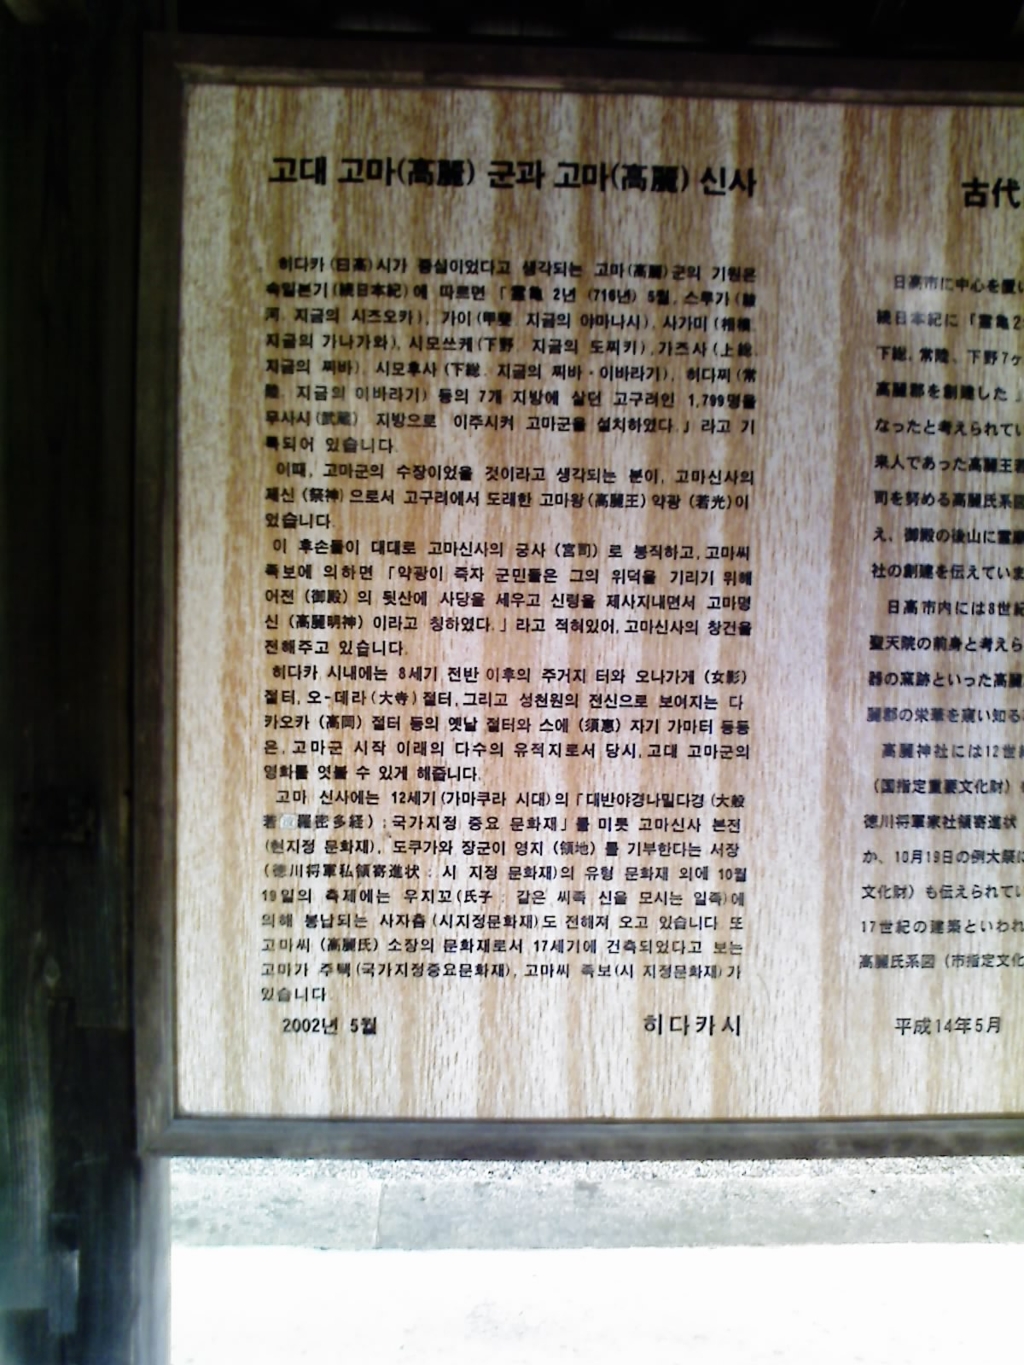 고대 고마(高麗) 군과 고마(高麗) 신사
히다카 (日高) 시가 중심이었다고 생각되는 고마(高麗)군의 기원은
속일본기(続日本紀)에 따르면 「霊亀 2년 (716년) 5월, 스루가 (駿
河. 지금의 시즈오카), 가이 (甲斐. 지금의 야마나시), 사가미 (相模.
지금의 가나가와), 시모쓰케 (下野. 지금의 도찌키), 가즈사 (上総.
지금의 찌바), 시모후사 (下総. 지금의 찌바・이바라기), 히다찌 (常
陸. 지금의 이바라기) 등의 7개 지방에 살던 고구려인 1,799명을
무사시 (武蔵) 지방으로 이주시켜 고마군을 설치하였다.」 라고 기
록되어 있습니다.
이때, 고마군의 수장이었을 것이라고 생각되는 분이, 고마신사의
제신 (祭神) 으로서 고구려에서 도래한 고마왕 (高麗王) 약광 (若光)이
었습니다.
이 후손들이 대대로 고마신사의 궁사 (宮司) 로 봉직하고, 고마씨
족보에 의하면 「약광이 죽자 군민들은 그의 위덕을 기리기 위해
어전 (御殿) 의 뒷산에 사당을 세우고 신령을 제사지내면서 고마명
신 (高麗明神) 이라고 칭하였다.」 라고 적혀있어, 고마신사의 창건을
전해주고 있습니다.
히다카 시내에는 8세기 전반 이후의 주거지 터와 오나가게 (女影)
절터, 오-데라 (大寺) 절터, 그리고 성천원의 전신으로 보여지는 다
카오카 (高岡) 절터 등의 옛날 절터와 스에 (須恵) 자기 가마터 등등
은, 고마군 시작 이래의 다수의 유적지로서 당시, 고대 고마군의
영화를 엿볼 수 있게 해줍니다.
고마 신사에는 12세기 (가마쿠라 시대)의 「대반야경나밀다경 (大般
若 羅密多経) ; 국가지정 중요 문화재」 를 미롯 고마신사 본전
(현지정 문화재), 도쿠가와 장군이 영지 (領地) 를 기부한다는 서장
(徳川将軍私領寄進状 : 시 지정 문화재)의 유형 문화재 외에 10월
19일의 축제에는 우지꼬 (氏子 : 같은 씨족 신을 모시는 일족)에
의해 봉납되는 사자춤 (시지정문화재) 도 전해져 오고 있습니다. 또
고마씨 (高麗氏) 소장의 문화재로서 17세기에 건축되었다고 보는
고마가 주택 (국가지정중요문화재), 고마씨 족보 (시 지정문화재) 가
있습니다.
2002년 5월 히다카시
古代
日高市に中心を置い
続日本紀に「霊亀2
下総、常陸、下野7ヶ
高麗郡を創建した」
なったと考えられてい
来人であった高麗王若
司を努める高麗氏系図
え、御殿の後山に霊廟
社の創建を伝えていま
日高市内には8世紀
聖天院の前身と考えら
器の窯跡といった高麗
麗郡の栄華を窺い知る
高麗神社には12世紀
(国指定重要文化財)
徳川将軍家社領寄進状
か、10月19日の例大祭に
文化財) も伝えられてい
17世紀の建築といわれ
高麗氏系図 (市指定文化
平成14年5月